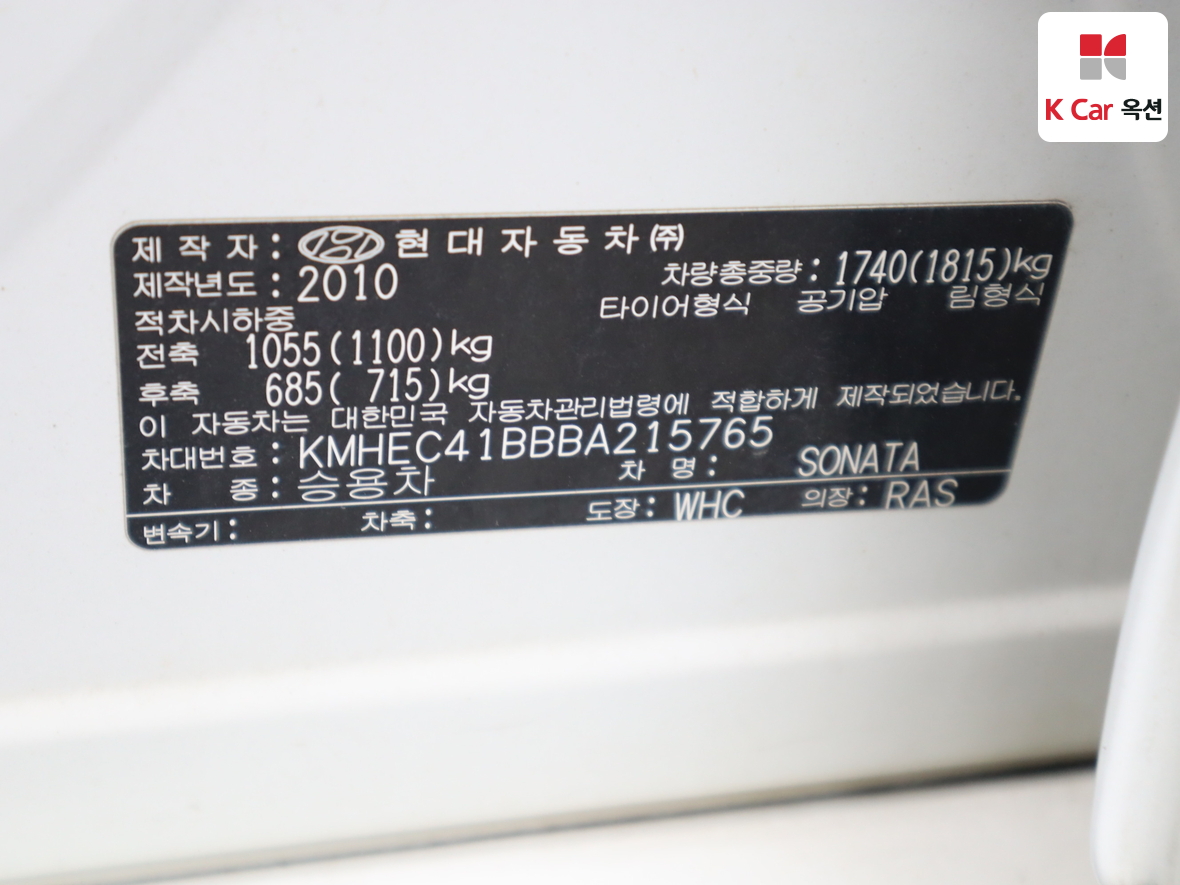 K Car 옥션
제 작 자 : 현 대 자 동 차 ㈜
제작년도 : 2010
차량총중량 : 1740(1815)kg
타이어형식 공기압 림형식
적차시하중
전축 1055(1100)kg
후축 685( 715)kg
이 자동차는 대한민국 자동차관리법령에 적합하게 제작되었습니다.
차대번호 : KMHEC41BBBA215765
차 종 : 승용차 차 명 : SONATA
변속기 : 차축 : 도장 : WHC 의장 : RAS